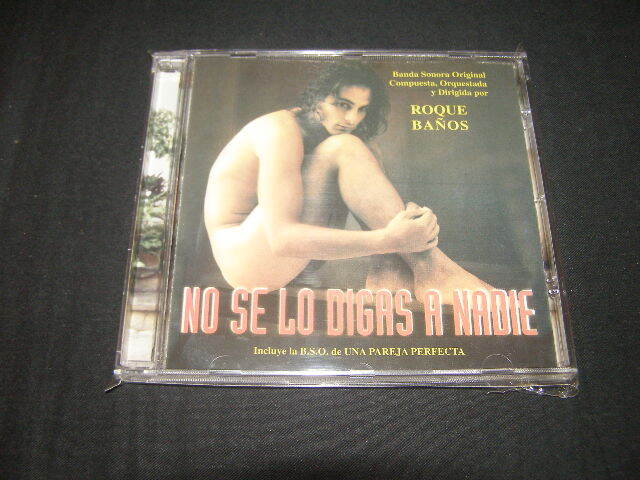 Banda Sonora Original
Compuesta, Orquestada
y Dirigida por
ROQUE
BAÑOS
NO SE LO DIGAS A NADIE
Incluye la B.S.O. de UNA PAREJA PERFECTA